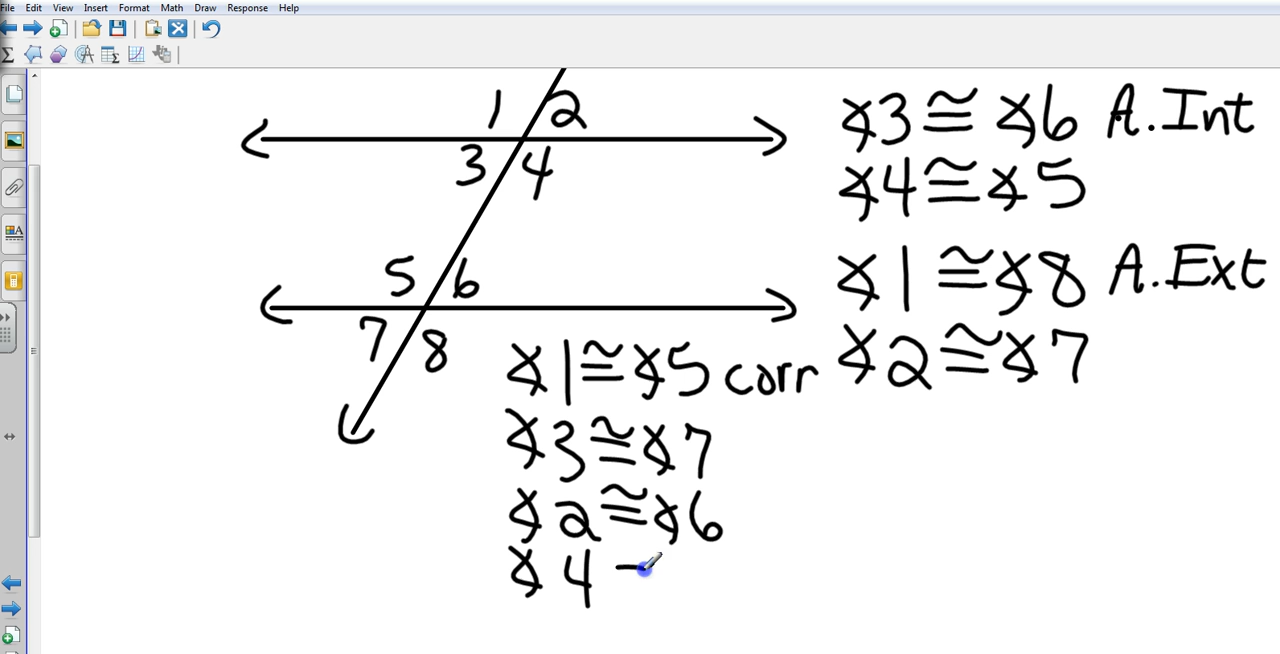 File Edit View Insert Format Math Draw Response Help
1 2
3 4
5 6
7 8
∡3 ≅ ∡6 A. Int
∡4 ≅ ∡5
∡1 ≅ ∡8 A. Ext
∡2 ≅ ∡7
∡1 ≅ ∡5 corr
∡3 ≅ ∡7
∡2 ≅ ∡6
∡4 -